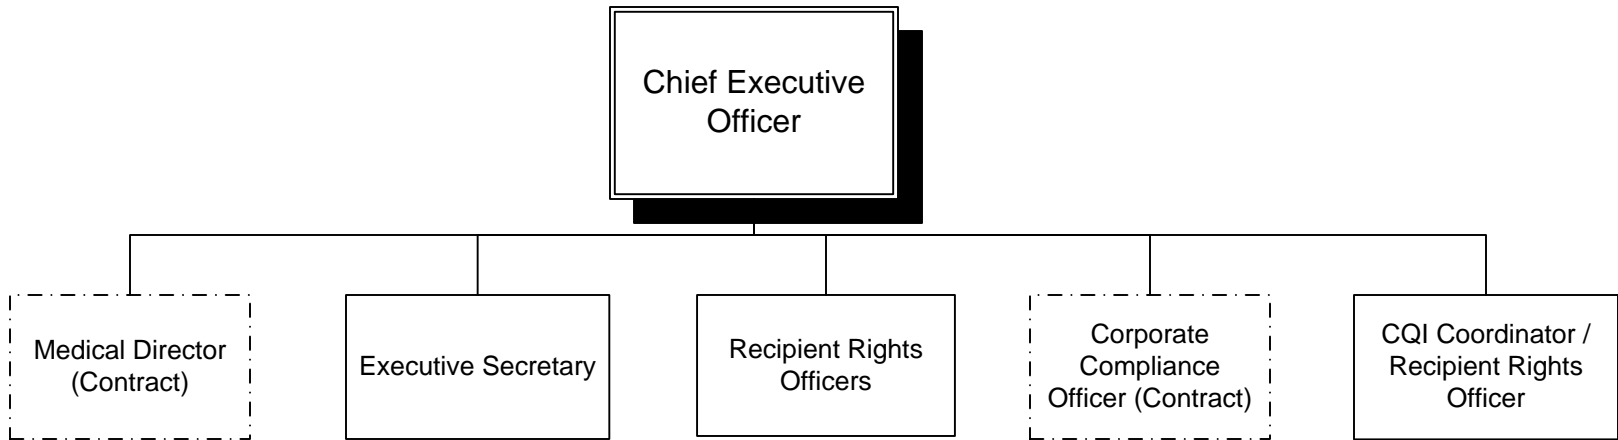 Chief Executive
Officer
Medical Director
(Contract)
Executive Secretary
Recipient Rights
Officers
Corporate
Compliance
Officer (Contract)
CQI Coordinator /
Recipient Rights
Officer